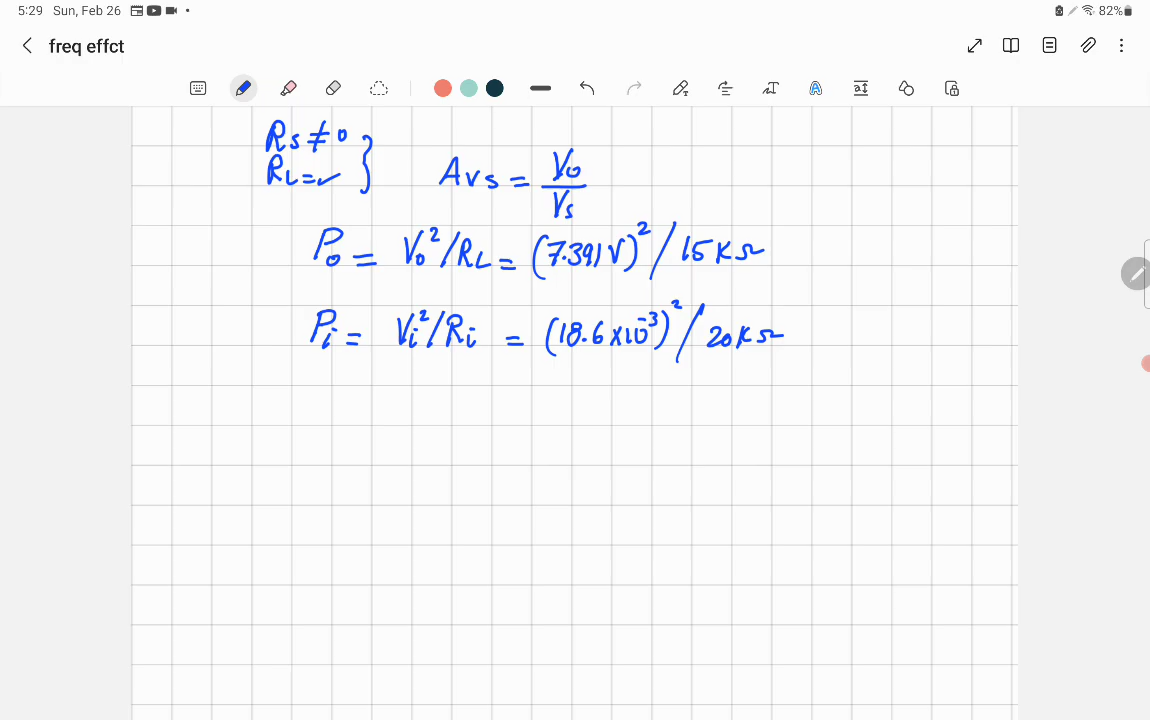 5:29 Sun, Feb 26 82%
freq effct
Rs ≠ 0
RL = ✓ } Avs = Vo / Vs
Po = Vo²/RL = (7.391 V)² / 15 KΩ
Pi = Vi²/Ri = (18.6 × 10⁻³)² / 20 KΩ